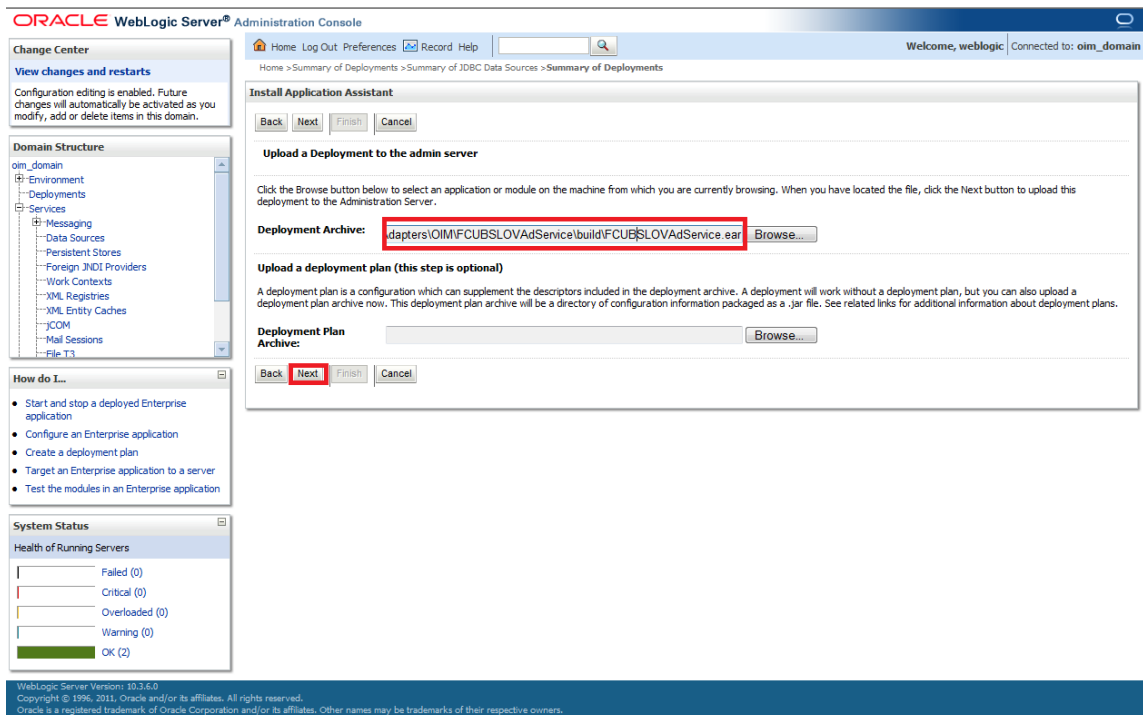 ORACLE WebLogic Server® Administration Console
Change Center
View changes and restarts
Configuration editing is enabled. Future
changes will automatically be activated as you
modify, add or delete items in this domain.
Domain Structure
oim_domain
Environment
Deployments
Services
Messaging
Data Sources
Persistent Stores
Foreign JNDI Providers
Work Contexts
XML Registries
XML Entity Caches
jCOM
Mail Sessions
File T3
How do I...
Start and stop a deployed Enterprise
application
Configure an Enterprise application
Create a deployment plan
Target an Enterprise application to a server
Test the modules in an Enterprise application
System Status
Health of Running Servers
Failed (0)
Critical (0)
Overloaded (0)
Warning (0)
OK (2)
Home Log Out Preferences Record Help
Welcome, weblogic Connected to: oim_domain
Home >Summary of Deployments >Summary of JDBC Data Sources >Summary of Deployments
Install Application Assistant
Back Next Finish Cancel
Upload a Deployment to the admin server
Click the Browse button below to select an application or module on the machine from which you are currently browsing. When you have located the file, click the Next button to upload this
deployment to the Administration Server.
Deployment Archive: dapters\OIM\FCUBSLOVAdService\build\FCUBSLOVAdService.ear Browse...
Upload a deployment plan (this step is optional)
A deployment plan is a configuration which can supplement the descriptors included in the deployment archive. A deployment will work without a deployment plan, but you can also upload a
deployment plan archive now. This deployment plan archive will be a directory of configuration information packaged as a .jar file. See related links for additional information about deployment plans.
Deployment Plan
Archive: Browse...
Back Next Finish Cancel
WebLogic Server Version: 10.3.6.0
Copyright © 1996, 2011, Oracle and/or its affiliates. All rights reserved.
Oracle is a registered trademark of Oracle Corporation and/or its affiliates. Other names may be trademarks of their respective owners.